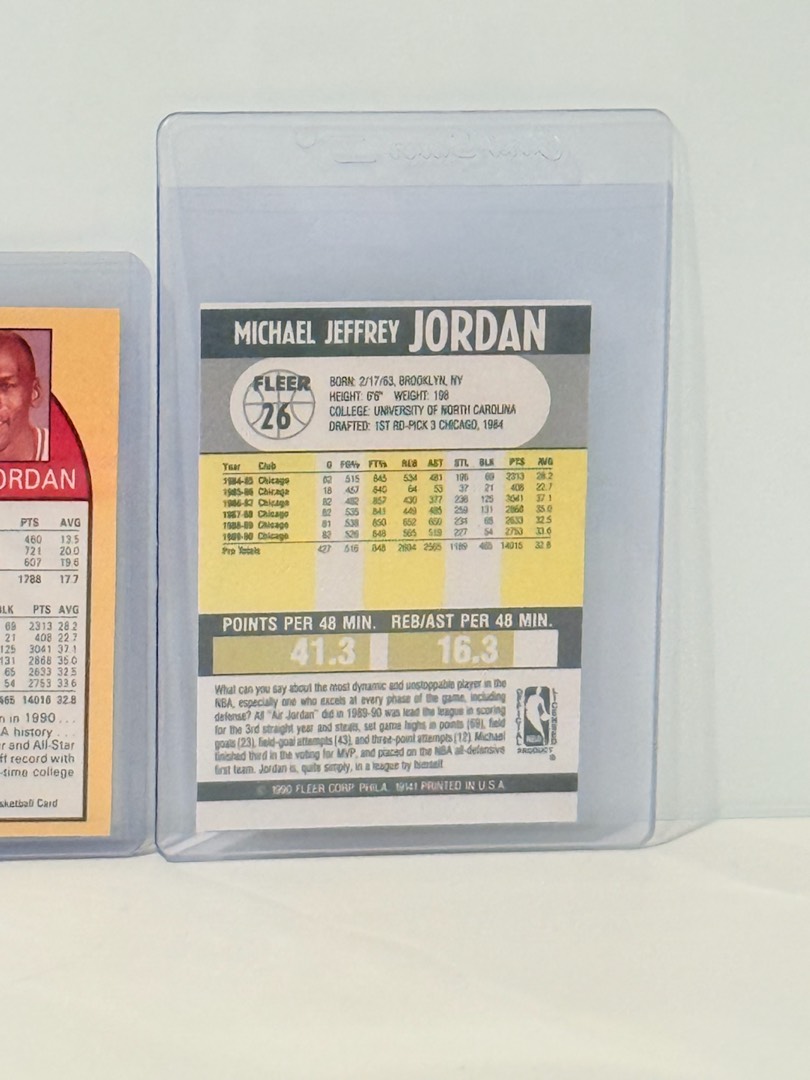 ORDAN
PTS AVG
460 13.5
721 20.0
607 19.6
1788 17.7
BLK PTS AVG
69 2313 28.2
21 408 22.7
125 3041 37.1
131 2868 35.0
65 2633 32.5
54 2753 33.6
465 14016 32.8
n in 1990 . . .
A history . . .
r and All-Star
ff record with
-time college
sketball Card
MICHAEL JEFFREY JORDAN
FLEER
26
BORN: 2/17/63, BROOKLYN, NY
HEIGHT: 6'6" WEIGHT: 198
COLLEGE: UNIVERSITY OF NORTH CAROLINA
DRAFTED: 1ST RD-PICK 3 CHICAGO, 1984
Year Club G FG% FT% REB AST STL BLK PTS AVG
1984-85 Chicago 82 515 845 534 481 196 69 2313 28.2
1985-86 Chicago 18 457 840 64 53 37 21 408 22.7
1986-87 Chicago 82 482 857 430 377 236 125 3041 37.1
1987-88 Chicago 82 535 841 449 485 259 131 2868 35.0
1988-89 Chicago 81 538 850 652 650 234 65 2633 32.5
1989-90 Chicago 82 526 848 565 519 227 54 2753 33.6
Pro Totals 427 516 848 2694 2565 1189 465 14016 32.8
POINTS PER 48 MIN. REB/AST PER 48 MIN.
41.3 16.3
What can you say about the most dynamic and unstoppable player in the
NBA, especially one who excels at every phase of the game, including
defense? All "Air Jordan" did in 1989-90 was lead the league in scoring
for the 3rd straight year and steals, set game highs in points (69), field
goals (23), field-goal attempts (43), and three-point attempts (12). Michael
finished third in the voting for MVP, and placed on the NBA all-defensive
first team. Jordan is, quite simply, in a league by himself.
OFFICIAL LICENSED
NBA
PRODUCT ®
© 1990 FLEER CORP. PHILA. 19141 PRINTED IN U.S.A.